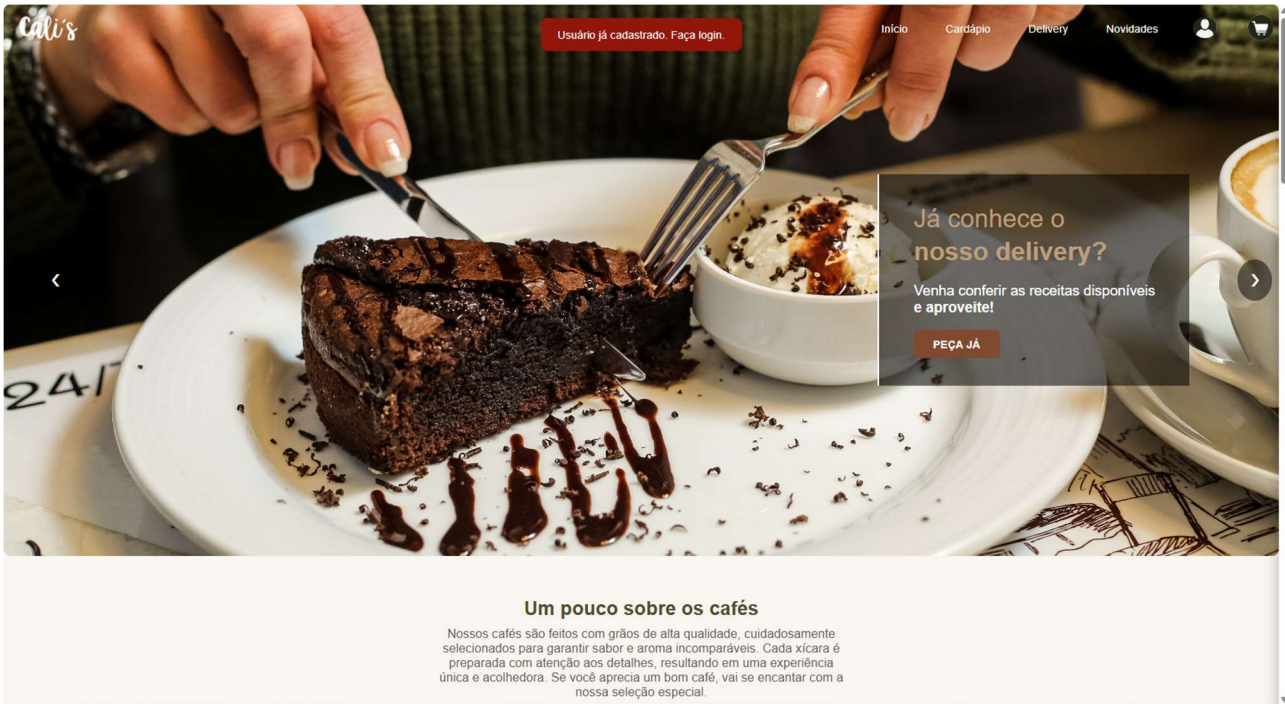 Cali´s
Usuário já cadastrado. Faça login.
Início Cardápio Delivery Novidades
Já conhece o
nosso delivery?
Venha conferir as receitas disponíveis
e aproveite!
PEÇA JÁ
24/7
Um pouco sobre os cafés
Nossos cafés são feitos com grãos de alta qualidade, cuidadosamente
selecionados para garantir sabor e aroma incomparáveis. Cada xícara é
preparada com atenção aos detalhes, resultando em uma experiência
única e acolhedora. Se você aprecia um bom café, vai se encantar com a
nossa seleção especial.